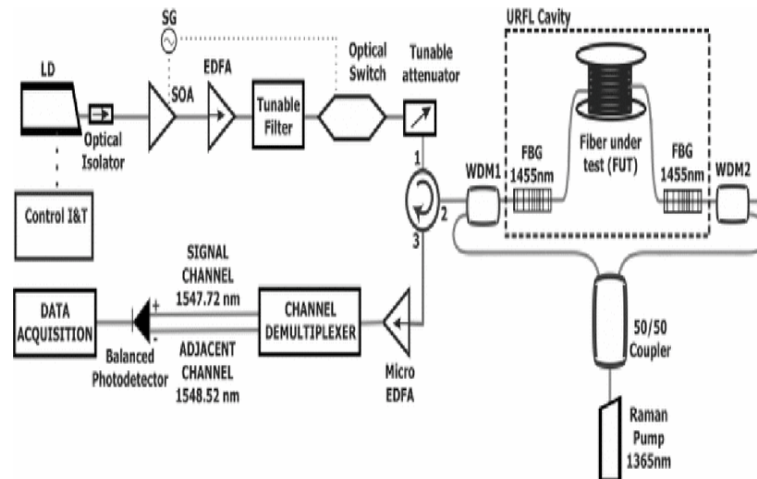 SG
URFL Cavity
LD
SOA
EDFA
Optical
Switch
Tunable
attenuator
Optical
Isolator
Tunable
Filter
Fiber under
test (FUT)
FBG
1455nm
FBG
1455nm
WDM1
WDM2
1
2
3
Control I&T
SIGNAL
CHANNEL
1547.72 nm
DATA
ACQUISITION
+
-
Balanced
Photodetector
ADJACENT
CHANNEL
1548.52 nm
CHANNEL
DEMULTIPLEXER
Micro
EDFA
50/50
Coupler
Raman
Pump
1365nm